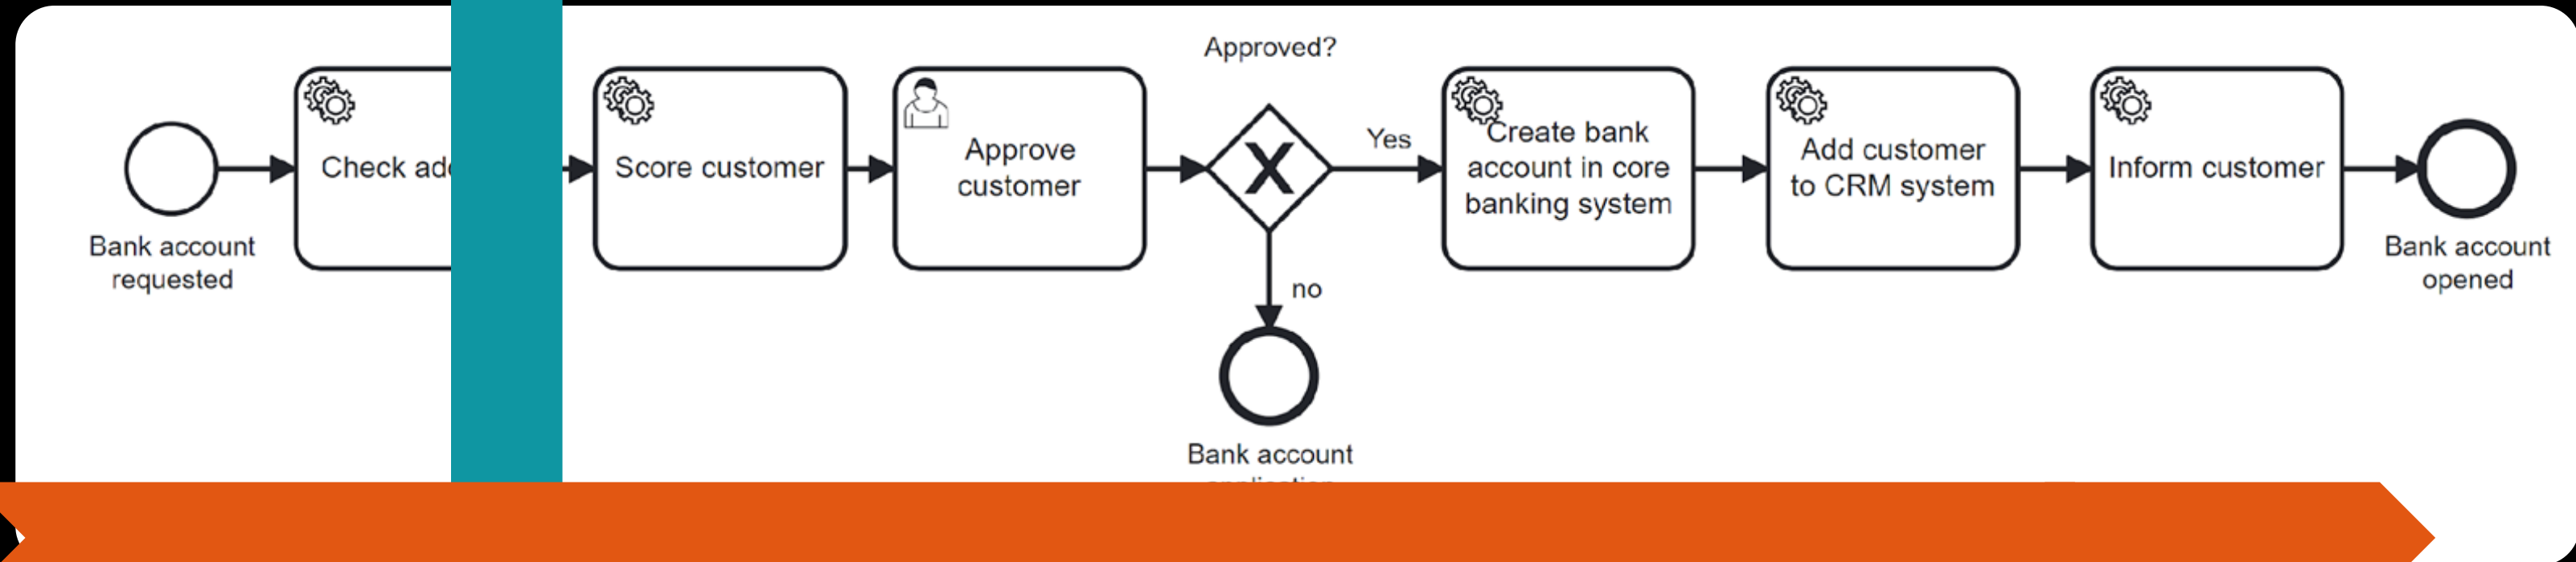 Approved?
Bank account
requested
Check
Score customer
Approve
customer
Yes
no
Bank account
Create bank
account in core
banking system
Add customer
to CRM system
Inform customer
Bank account
opened